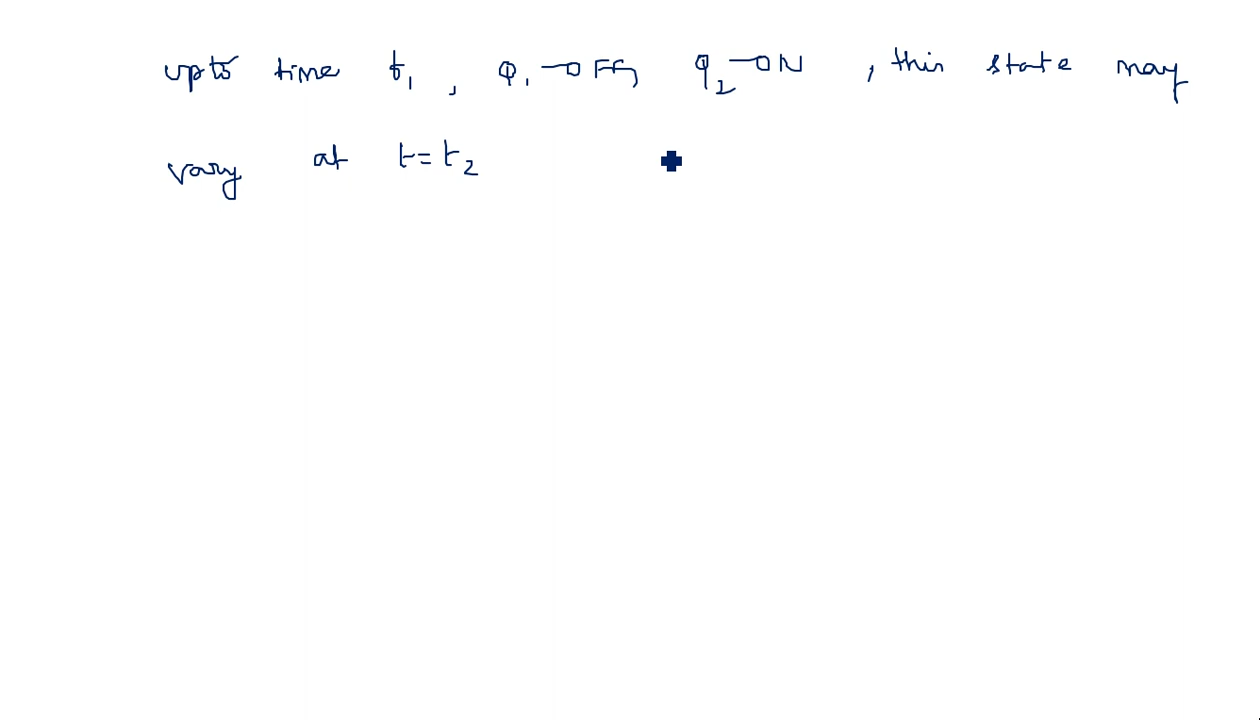 upto time t₁, Q₁ → OFF, Q₂ → ON, this state may
vary at t = t₂